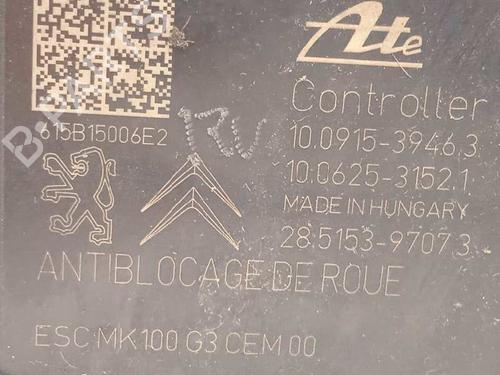 Ate
Controller
615B15006E2
10.0915-3946.3
10.0625-3152.1
MADE IN HUNGARY
28.5153-9707.3
ANTIBLOCAGE DE ROUE
ESC MK100 G3 CEM 00